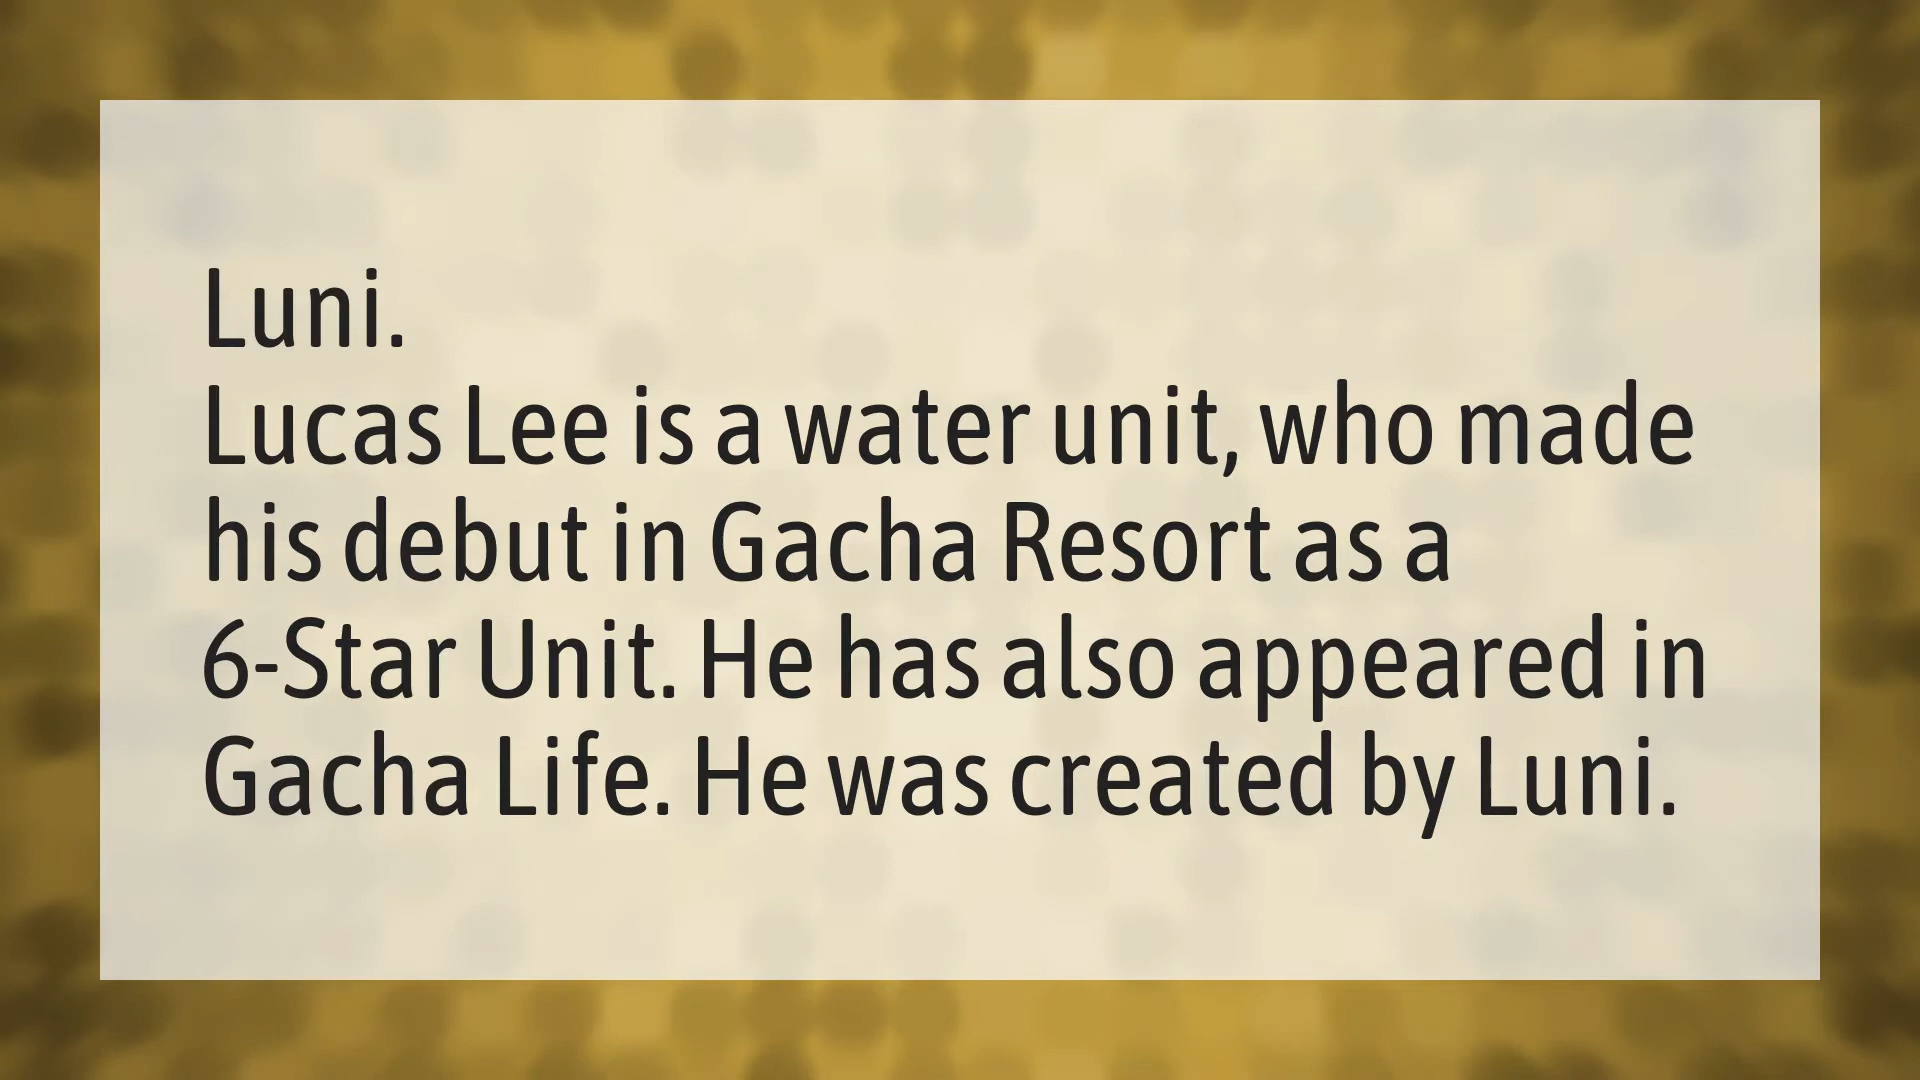 Luni.
Lucas Lee is a water unit, who made
his debut in Gacha Resort as a
6-Star Unit. He has also appeared in
Gacha Life. He was created by Luni.